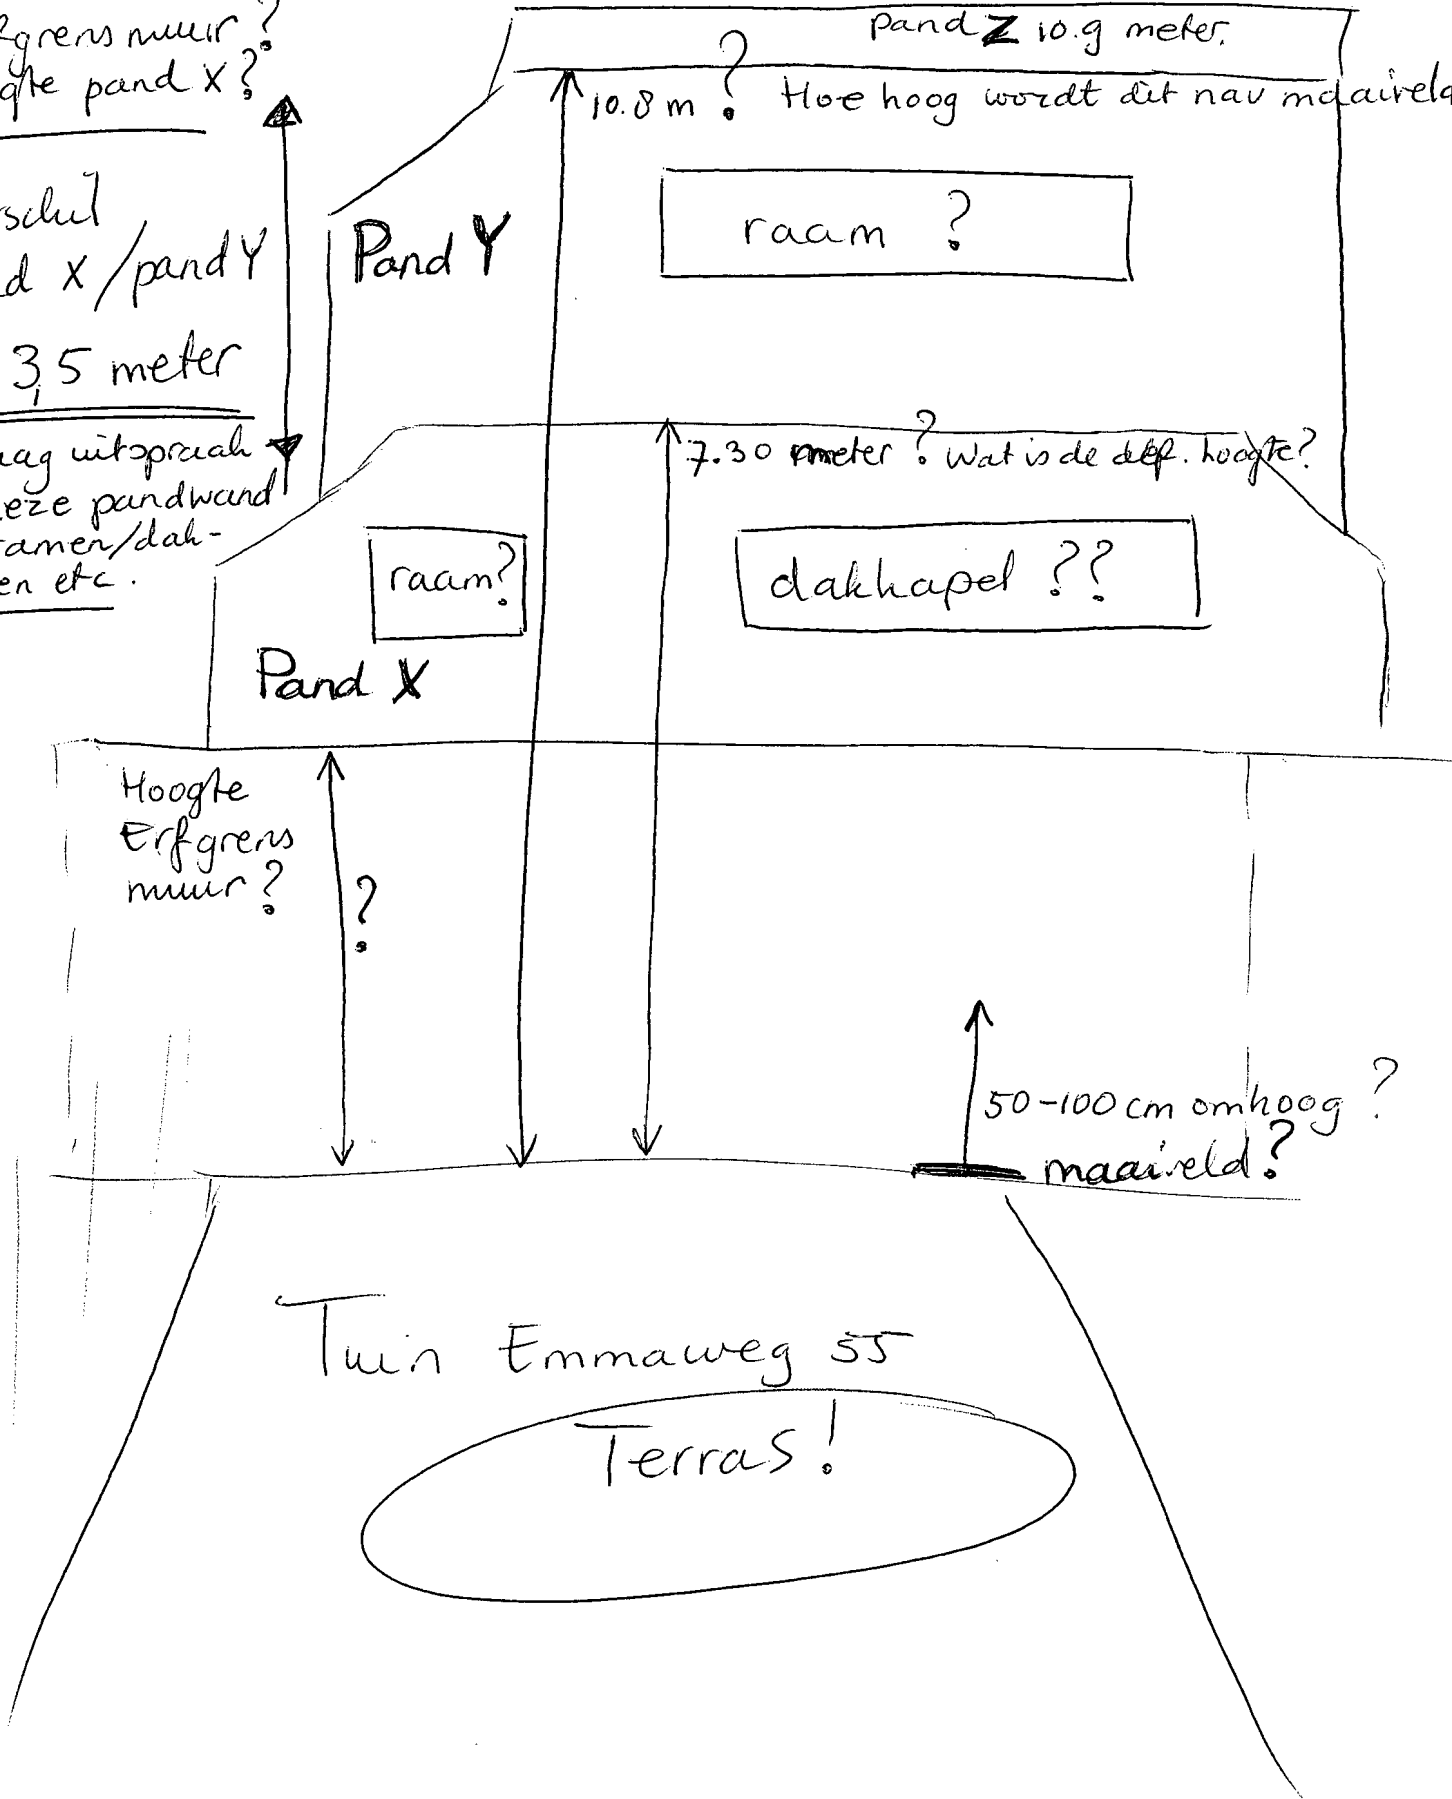 grens muur?
gte pand X?
schil
d X/pand Y
3,5 meter
aag uitspraak
eze pandwand
ramen/dak-
en etc.
pand Z 10.9 meter.
10.8 m ? Hoe hoog wordt dit nav maaiveld
raam ?
Pand Y
7.30 meter ? Wat is de def. hoogte?
raam?
dakkapel ??
Pand X
Hoogte
Erfgrens
muur?
?
50-100 cm omhoog ?
maaiveld?
Tuin Emmaweg 55
Terras!